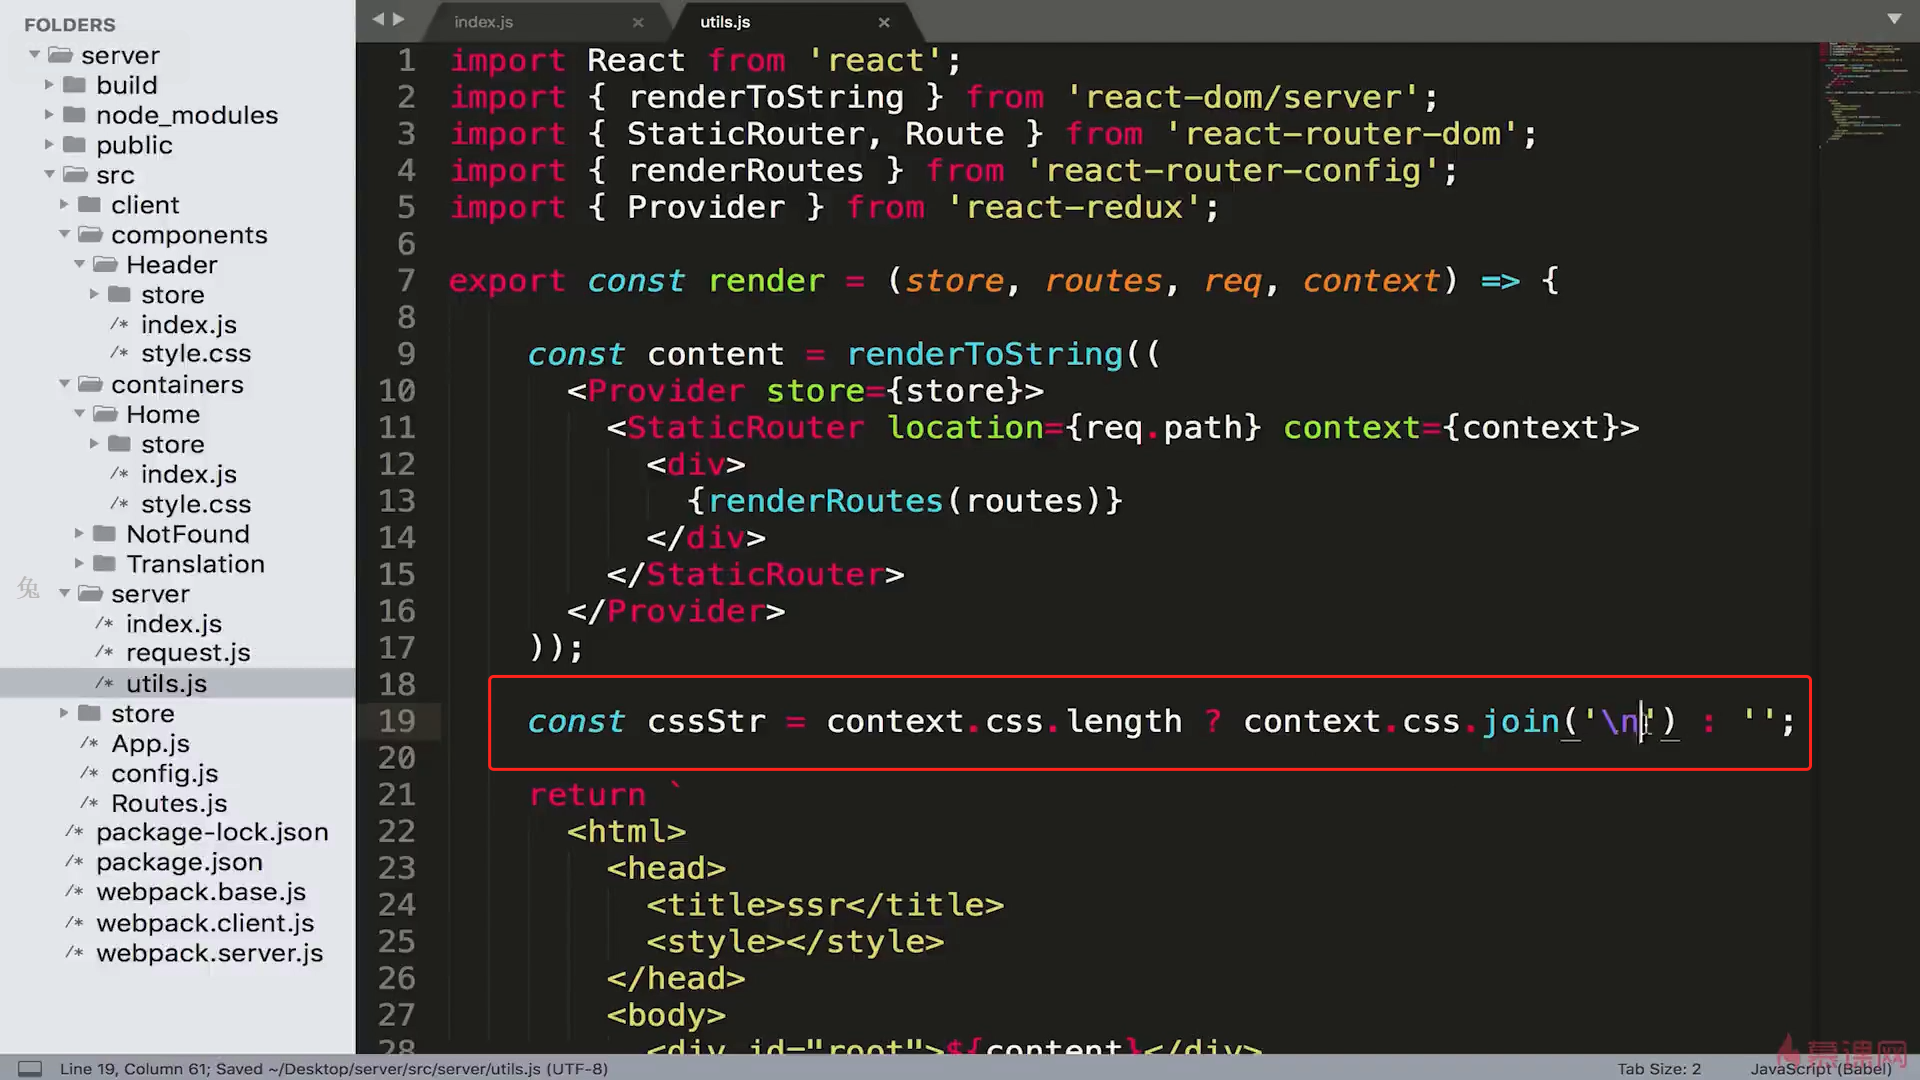 FOLDERS
server
build
node_modules
public
src
client
components
Header
store
index.js
style.css
containers
Home
store
index.js
style.css
NotFound
Translation
兔
server
index.js
request.js
utils.js
store
App.js
config.js
Routes.js
package-lock.json
package.json
webpack.base.js
webpack.client.js
webpack.server.js
index.js
utils.js
1 import React from 'react';
2 import { renderToString } from 'react-dom/server';
3 import { StaticRouter, Route } from 'react-router-dom';
4 import { renderRoutes } from 'react-router-config';
5 import { Provider } from 'react-redux';
6
7 export const render = (store, routes, req, context) => {
8
9 const content = renderToString((
10 <Provider store={store}>
11 <StaticRouter location={req.path} context={context}>
12 <div>
13 {renderRoutes(routes)}
14 </div>
15 </StaticRouter>
16 </Provider>
17 ));
18
19 const cssStr = context.css.length ? context.css.join('\n') : '';
20
21 return `
22 <html>
23 <head>
24 <title>ssr</title>
25 <style></style>
26 </head>
27 <body>
28 <div id="root">${content}</div>
Line 19, Column 61; Saved ~/Desktop/server/src/server/utils.js (UTF-8)
Tab Size: 2
JavaScript (Babel)
慕课网